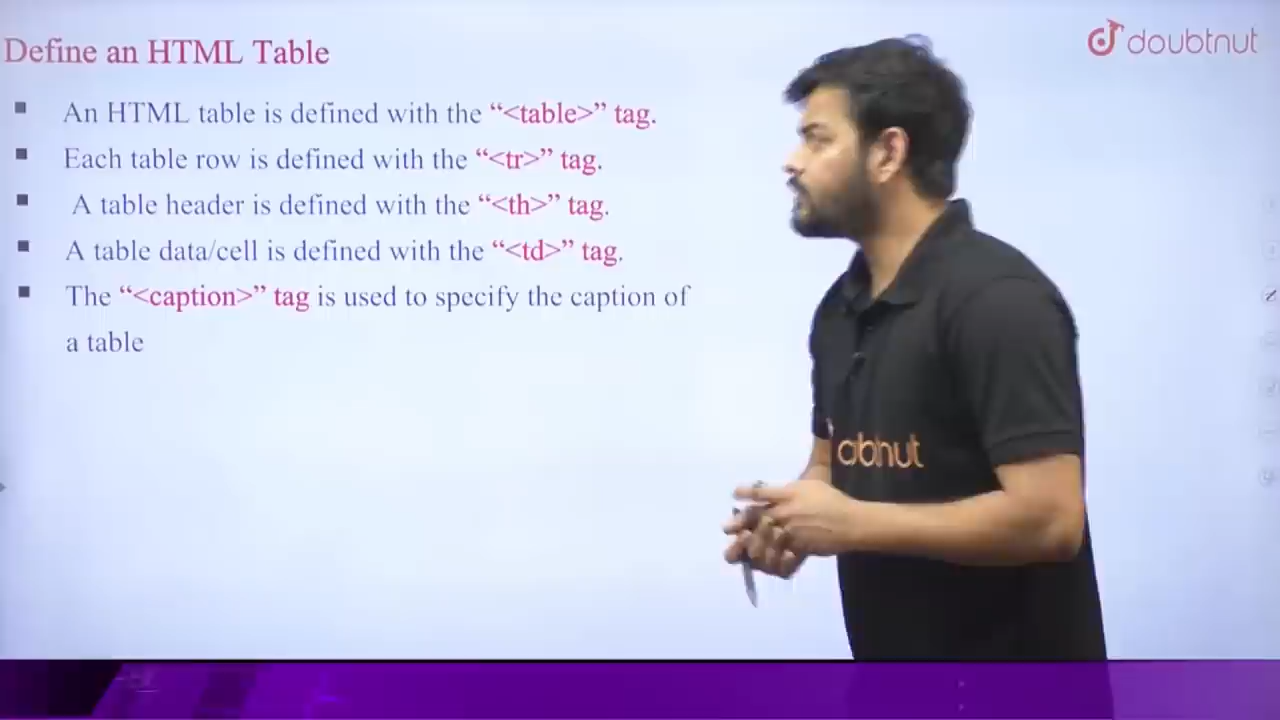 Define an HTML Table
doubtnut
▪ An HTML table is defined with the “<table>” tag.
▪ Each table row is defined with the “<tr>” tag.
▪ A table header is defined with the “<th>” tag.
▪ A table data/cell is defined with the “<td>” tag.
▪ The “<caption>” tag is used to specify the caption of
a table